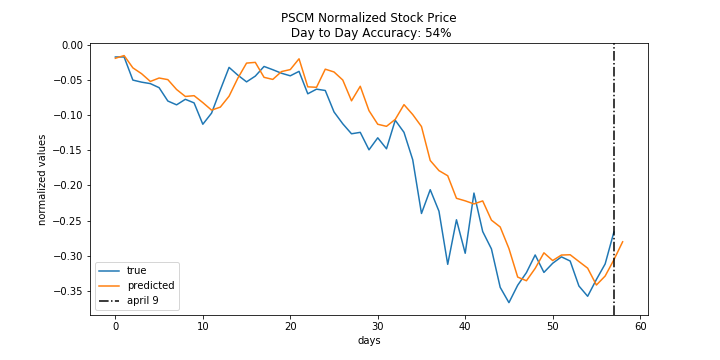 PSCM Normalized Stock Price
Day to Day Accuracy: 54%
normalized values
0.00
−0.05
−0.10
−0.15
−0.20
−0.25
−0.30
−0.35
true
predicted
april 9
0 10 20 30 40 50 60
days